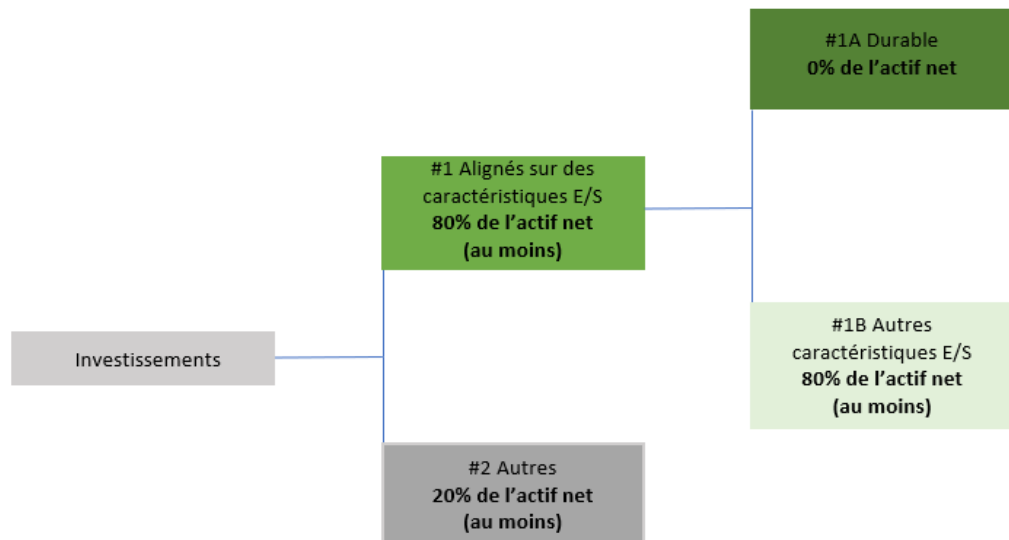 #1A Durable
0% de l’actif net
#1 Alignés sur des
caractéristiques E/S
80% de l’actif net
(au moins)
#1B Autres
caractéristiques E/S
80% de l’actif net
(au moins)
Investissements
#2 Autres
20% de l’actif net
(au moins)